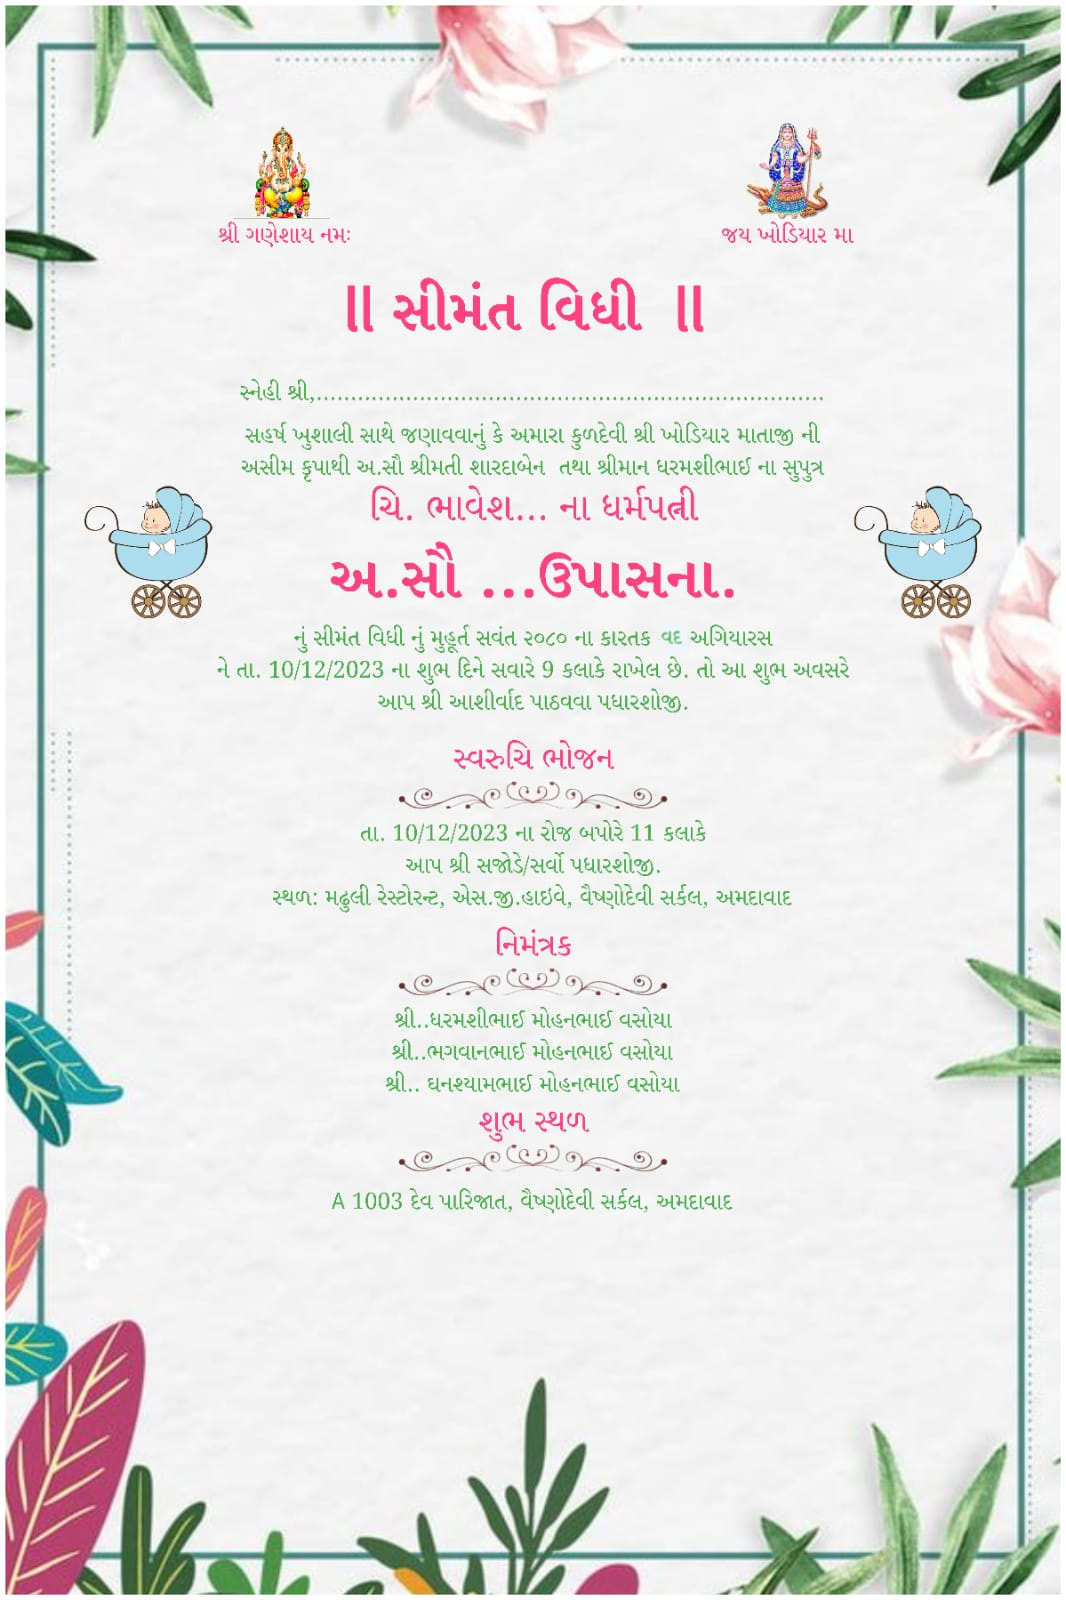 શ્રી ગણેશાય નમઃ
જય ખોડિયાર મા
॥ સીમંત વિધી ॥
સ્નેહી શ્રી,..........................................................................
સહર્ષ ખુશાલી સાથે જણાવવાનું કે અમારા કુળદેવી શ્રી ખોડિયાર માતાજી ની
અસીમ કૃપાથી અ.સૌ શ્રીમતી શારદાબેન તથા શ્રીમાન ધરમશીભાઈ ના સુપુત્ર
ચિ. ભાવેશ... ના ધર્મપત્ની
અ.સૌ ...ઉપાસના.
નું સીમંત વિધી નું મુહૂર્ત સવંત ૨૦૮૦ ના કારતક વદ અગિયારસ
ને તા. 10/12/2023 ના શુભ દિને સવારે 9 કલાકે રાખેલ છે. તો આ શુભ અવસરે
આપ શ્રી આશીર્વાદ પાઠવવા પધારશોજી.
સ્વરુચિ ભોજન
તા. 10/12/2023 ના રોજ બપોરે 11 કલાકે
આપ શ્રી સજોડે/સર્વો પધારશોજી.
સ્થળ: મઢુલી રેસ્ટોરન્ટ, એસ.જી.હાઇવે, વૈષ્ણોદેવી સર્કલ, અમદાવાદ
નિમંત્રક
શ્રી..ધરમશીભાઈ મોહનભાઈ વસોયા
શ્રી..ભગવાનભાઈ મોહનભાઈ વસોયા
શ્રી.. ઘનશ્યામભાઈ મોહનભાઈ વસોયા
શુભ સ્થળ
A 1003 દેવ પારિજાત, વૈષ્ણોદેવી સર્કલ, અમદાવાદ